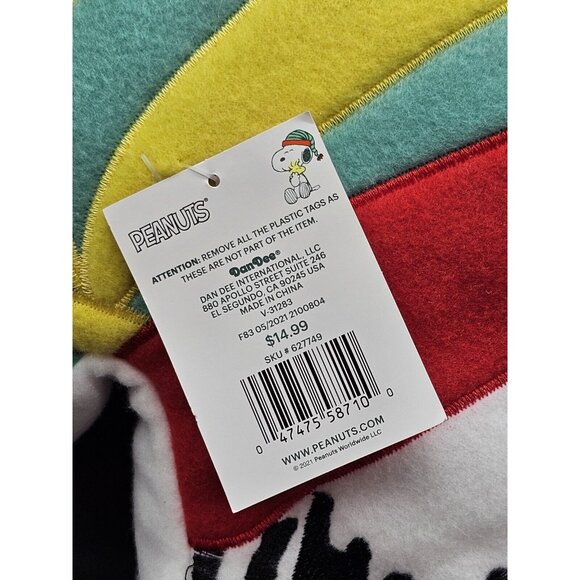 PEANUTS®
ATTENTION: REMOVE ALL THE PLASTIC TAGS AS
THESE ARE NOT PART OF THE ITEM.
DanDee®
DAN DEE INTERNATIONAL, LLC
880 APOLLO STREET SUITE 246
EL SEGUNDO, CA 90245 USA
MADE IN CHINA
V-31283
F83 05/2021 2100804
$14.99
SKU # 627749
0 47475 58710 0
WWW.PEANUTS.COM
© 2021 Peanuts Worldwide LLC